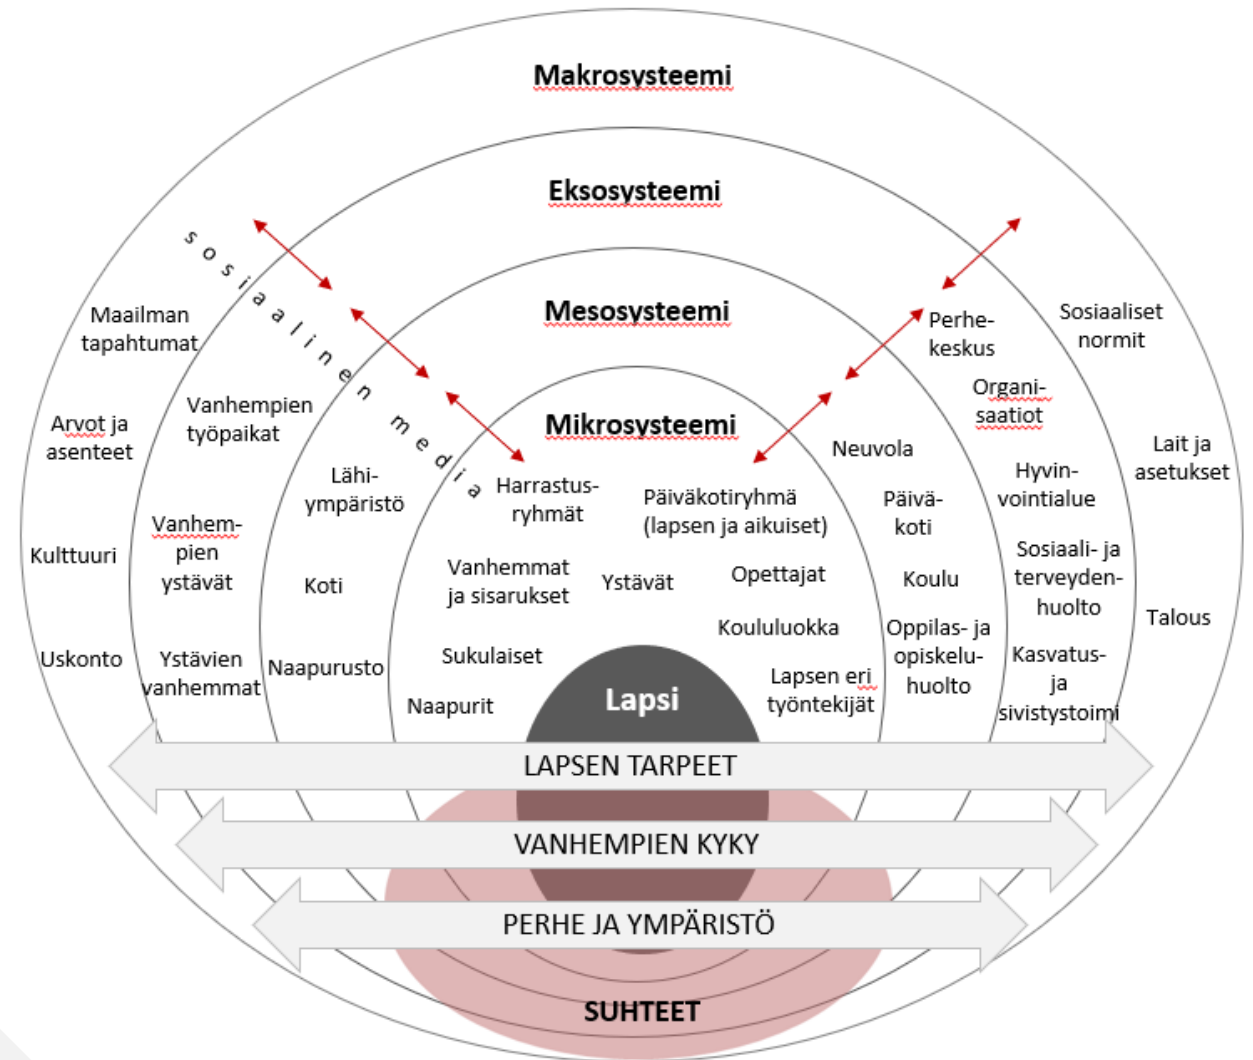 Makrosysteemi
Eksosysteemi
Mesosysteemi
Mikrosysteemi
sosiaalinen media
Maailman
tapahtumat
Arvot ja
asenteet
Kulttuuri
Uskonto
Vanhempien
työpaikat
Vanhem-
pien
ystävät
Ystävien
vanhemmat
Lähi-
ympäristö
Koti
Naapurusto
Harrastus-
ryhmät
Vanhemmat
ja sisarukset
Sukulaiset
Naapurit
Ystävät
Päiväkotiryhmä
(lapsen ja aikuiset)
Opettajat
Koululuokka
Lapsen eri
työntekijät
Lapsi
Neuvola
Päivä-
koti
Koulu
Oppilas- ja
opiskelu-
huolto
Perhe-
keskus
Organi-
saatiot
Hyvin-
vointialue
Sosiaali- ja
terveyden-
huolto
Kasvatus-
ja
sivistystoimi
Sosiaaliset
normit
Lait ja
asetukset
Talous
LAPSEN TARPEET
VANHEMPIEN KYKY
PERHE JA YMPÄRISTÖ
SUHTEET